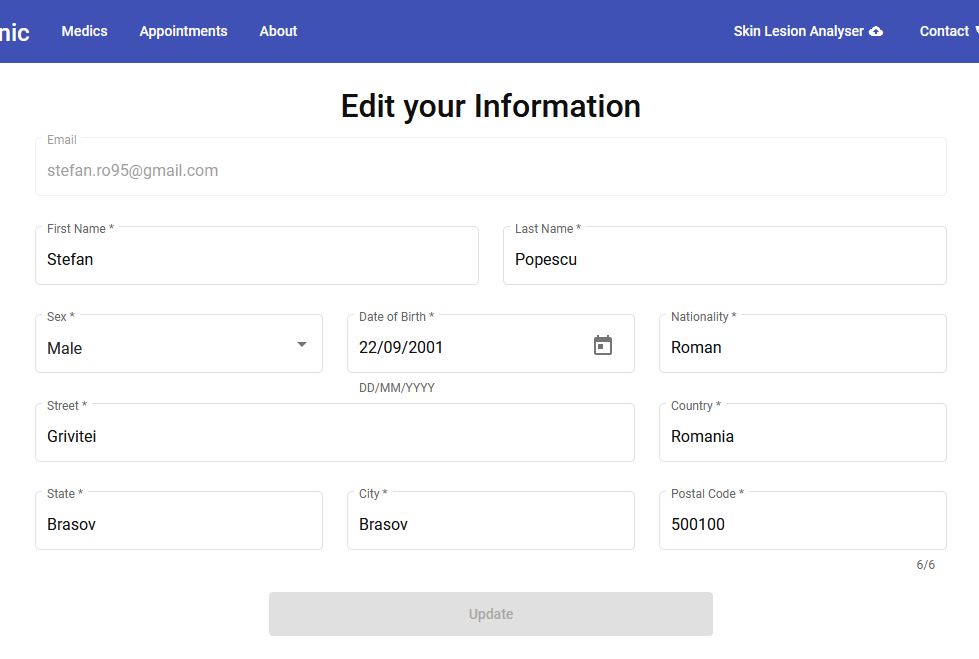 nic Medics Appointments About Skin Lesion Analyser Contact
Edit your Information
Email
stefan.ro95@gmail.com
First Name * Last Name *
Stefan Popescu
Sex * Date of Birth * Nationality *
Male 22/09/2001 Roman
DD/MM/YYYY
Street * Country *
Grivitei Romania
State * City * Postal Code *
Brasov Brasov 500100
6/6
Update